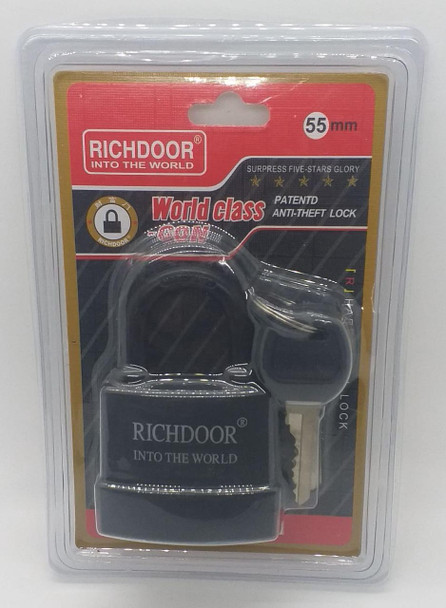 RICHDOOR®
INTO THE WORLD
55mm
SURPRESS FIVE-STARS GLORY
World class
PATENTD
ANTI-THEFT LOCK
RICHDOOR
[R]
LOCK
RICHDOOR®
INTO THE WORLD